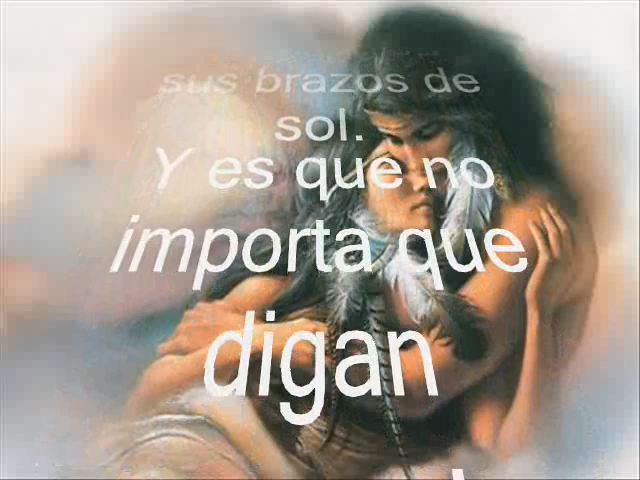 sus brazos de
sol.
Y es que no
importa que
digan